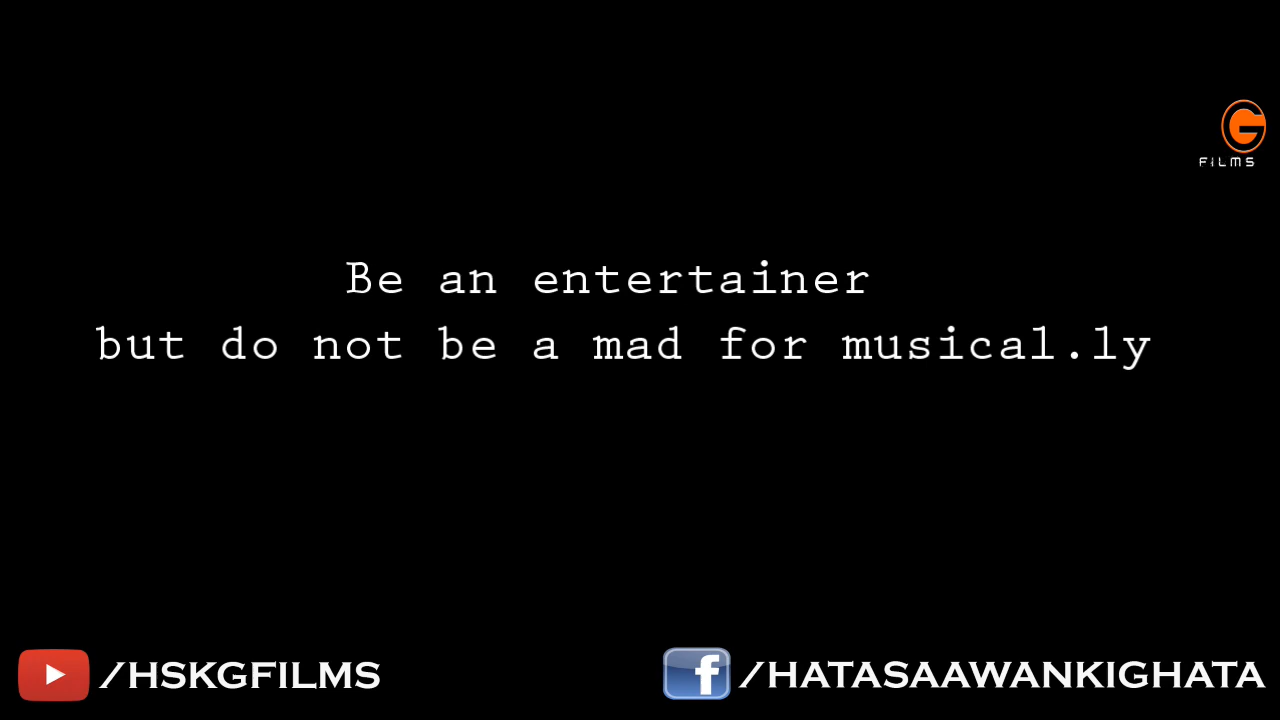 G
FILMS
Be an entertainer
but do not be a mad for musical.ly
/HSKGFILMS
f /HATASAAWANKIGHATA